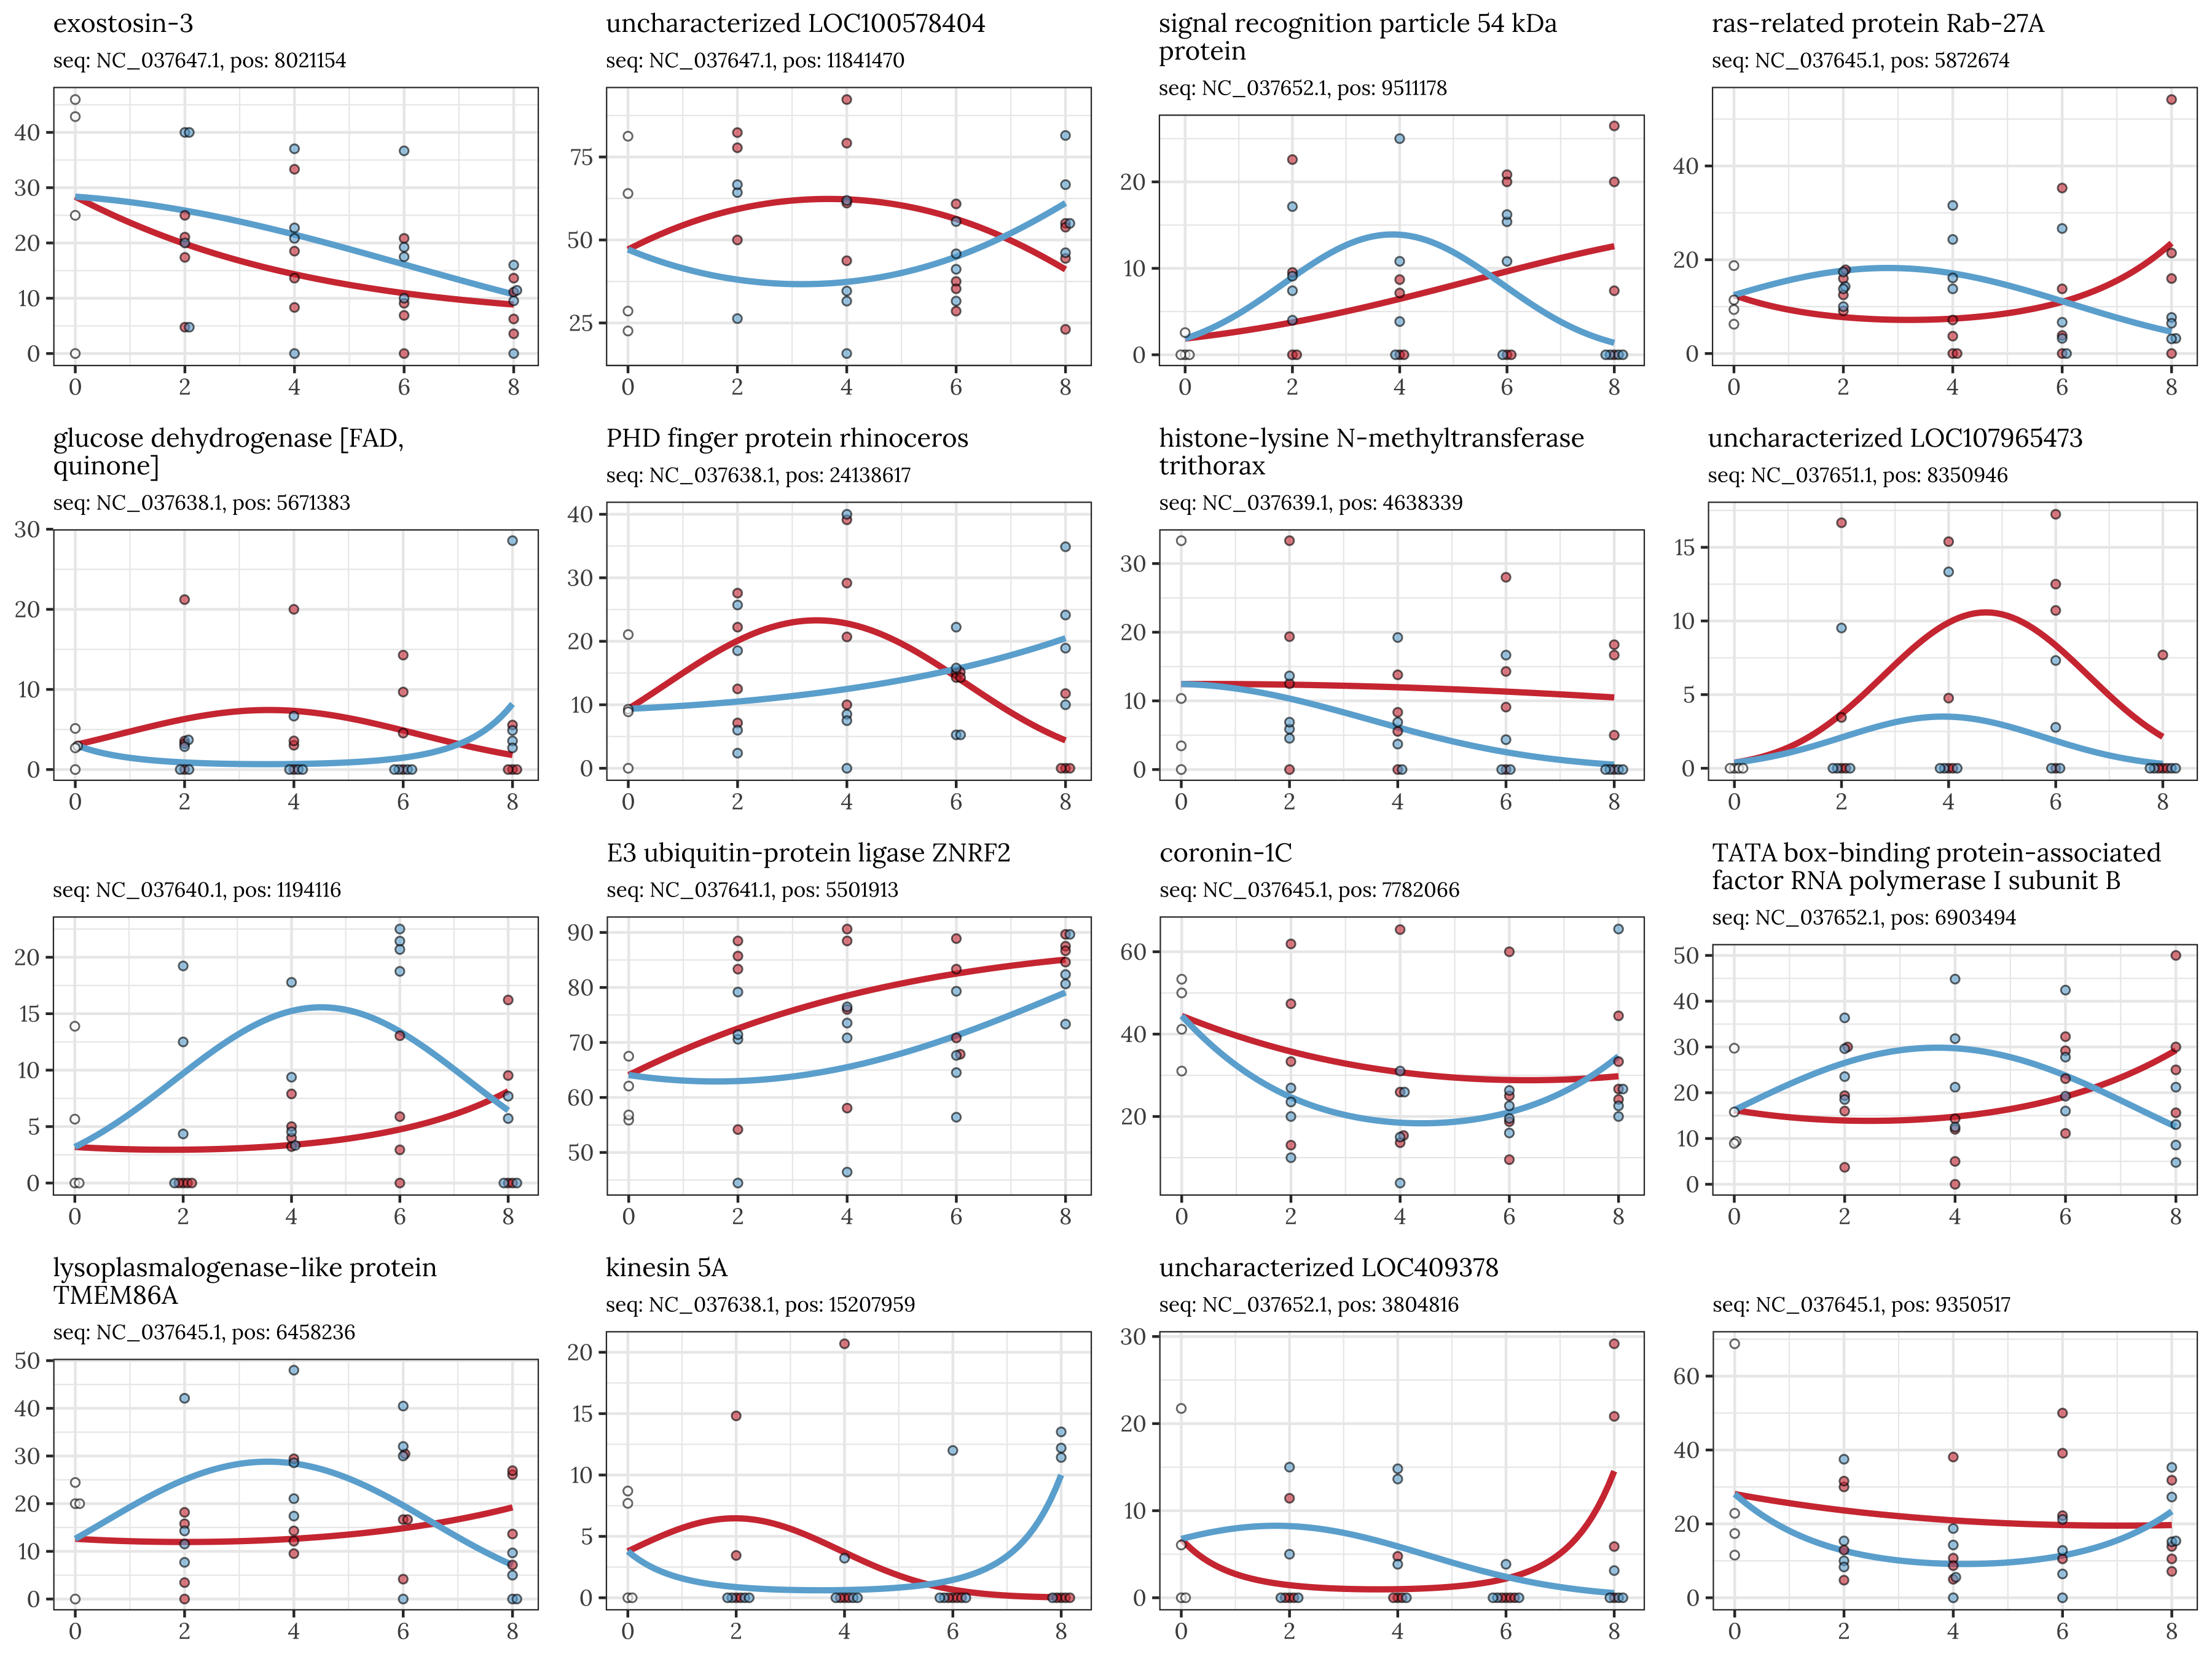 exostosin-3
seq: NC_037647.1, pos: 8021154
40
30
20
10
0
0 2 4 6 8
uncharacterized LOC100578404
seq: NC_037647.1, pos: 11841470
75
50
25
0 2 4 6 8
signal recognition particle 54 kDa
protein
seq: NC_037652.1, pos: 9511178
20
10
0
0 2 4 6 8
ras-related protein Rab-27A
seq: NC_037645.1, pos: 5872674
40
20
0
0 2 4 6 8
glucose dehydrogenase [FAD,
quinone]
seq: NC_037638.1, pos: 5671383
30
20
10
0
0 2 4 6 8
PHD finger protein rhinoceros
seq: NC_037638.1, pos: 24138617
40
30
20
10
0
0 2 4 6 8
histone-lysine N-methyltransferase
trithorax
seq: NC_037639.1, pos: 4638339
30
20
10
0
0 2 4 6 8
uncharacterized LOC107965473
seq: NC_037651.1, pos: 8350946
15
10
5
0
0 2 4 6 8
seq: NC_037640.1, pos: 1194116
20
15
10
5
0
0 2 4 6 8
E3 ubiquitin-protein ligase ZNRF2
seq: NC_037641.1, pos: 5501913
90
80
70
60
50
0 2 4 6 8
coronin-1C
seq: NC_037645.1, pos: 7782066
60
40
20
0 2 4 6 8
TATA box-binding protein-associated
factor RNA polymerase I subunit B
seq: NC_037652.1, pos: 6903494
50
40
30
20
10
0
0 2 4 6 8
lysoplasmalogenase-like protein
TMEM86A
seq: NC_037645.1, pos: 6458236
50
40
30
20
10
0
0 2 4 6 8
kinesin 5A
seq: NC_037638.1, pos: 15207959
20
15
10
5
0
0 2 4 6 8
uncharacterized LOC409378
seq: NC_037652.1, pos: 3804816
30
20
10
0
0 2 4 6 8
seq: NC_037645.1, pos: 9350517
60
40
20
0
0 2 4 6 8